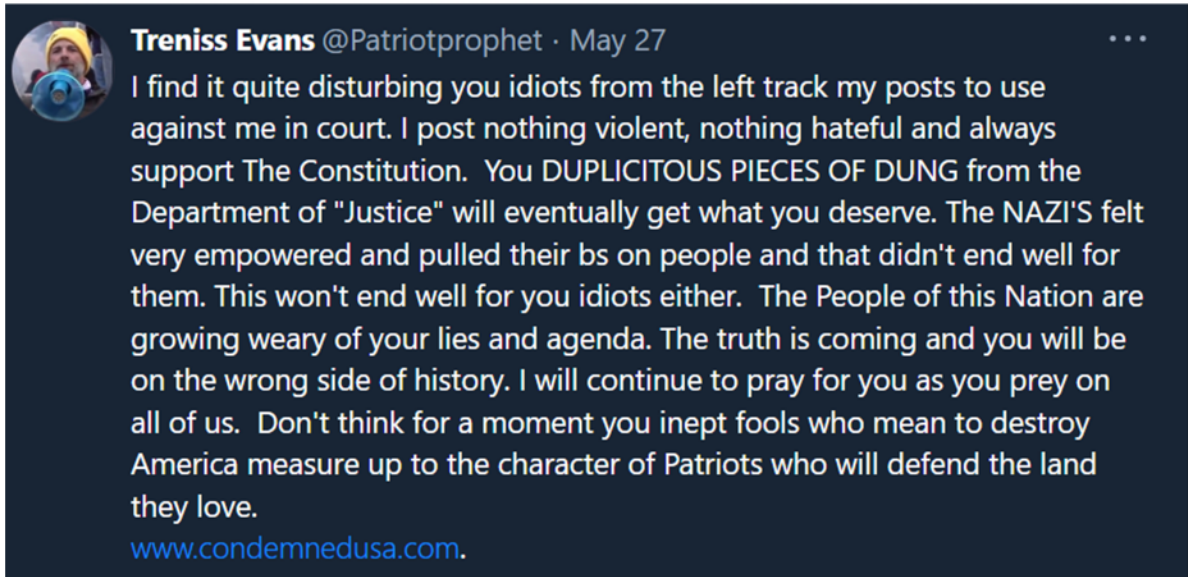 Treniss Evans @Patriotprophet · May 27
I find it quite disturbing you idiots from the left track my posts to use
against me in court. I post nothing violent, nothing hateful and always
support The Constitution.  You DUPLICITOUS PIECES OF DUNG from the
Department of "Justice" will eventually get what you deserve. The NAZI'S felt
very empowered and pulled their bs on people and that didn't end well for
them. This won't end well for you idiots either.  The People of this Nation are
growing weary of your lies and agenda. The truth is coming and you will be
on the wrong side of history. I will continue to pray for you as you prey on
all of us.  Don't think for a moment you inept fools who mean to destroy
America measure up to the character of Patriots who will defend the land
they love.
www.condemnedusa.com.